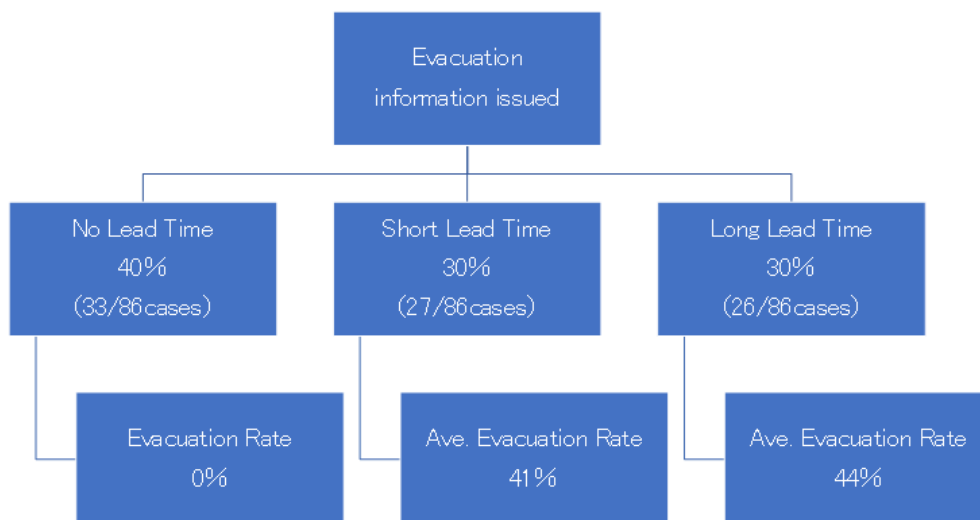 Evacuation
information issued
No Lead Time
40%
(33/86cases)
Short Lead Time
30%
(27/86cases)
Long Lead Time
30%
(26/86cases)
Evacuation Rate
0%
Ave. Evacuation Rate
41%
Ave. Evacuation Rate
44%